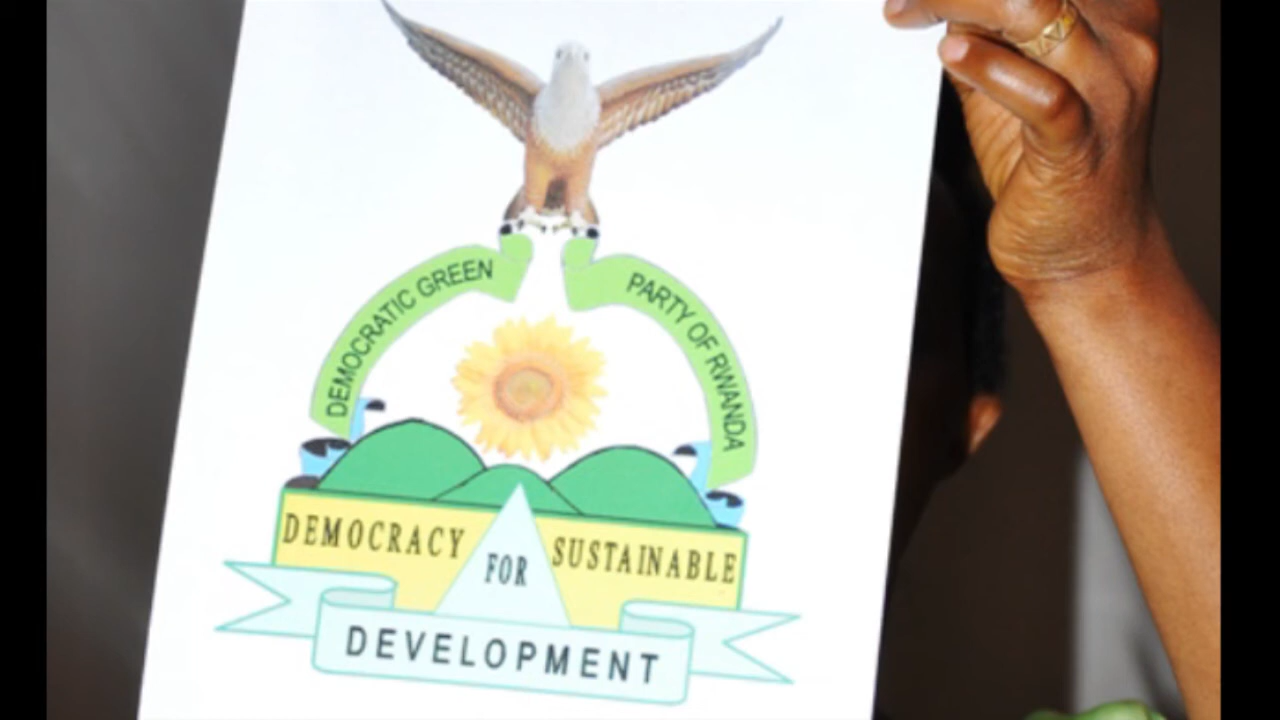 DEMOCRATIC GREEN
PARTY OF RWANDA
DEMOCRACY FOR SUSTAINABLE
DEVELOPMENT